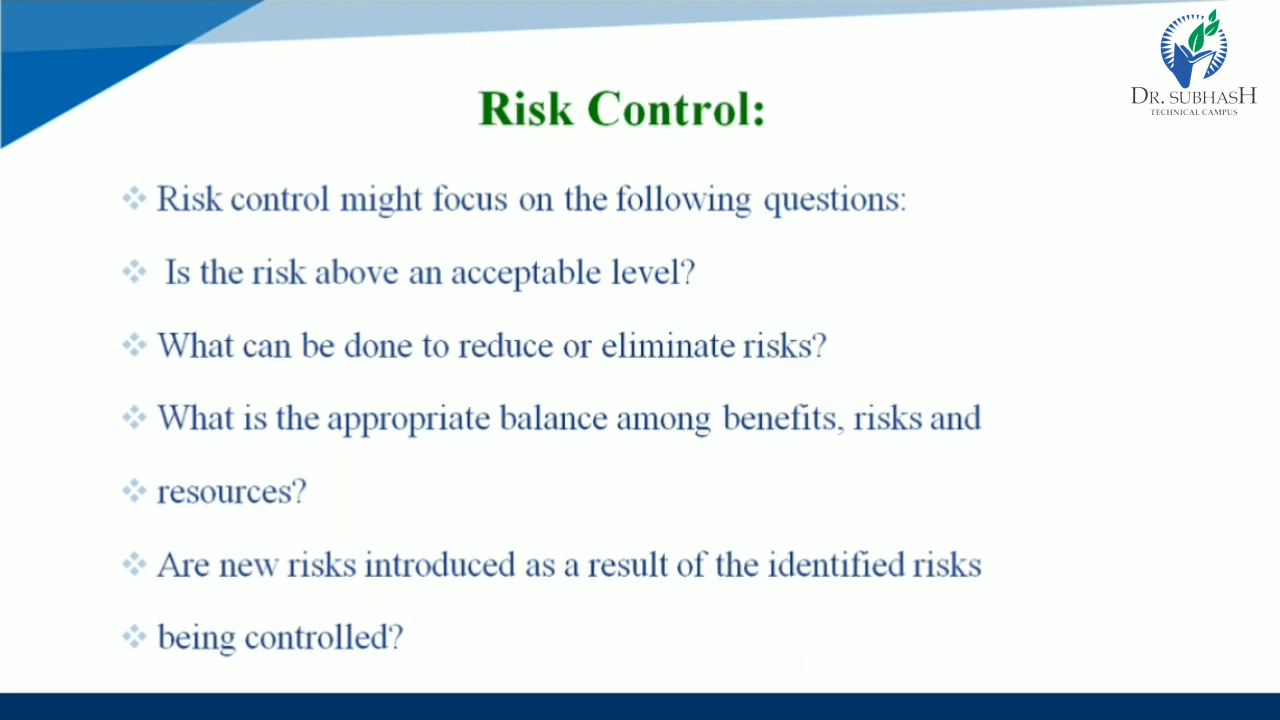 DR. SUBHASH
TECHNICAL CAMPUS
Risk Control:
Risk control might focus on the following questions:
Is the risk above an acceptable level?
What can be done to reduce or eliminate risks?
What is the appropriate balance among benefits, risks and
resources?
Are new risks introduced as a result of the identified risks
being controlled?